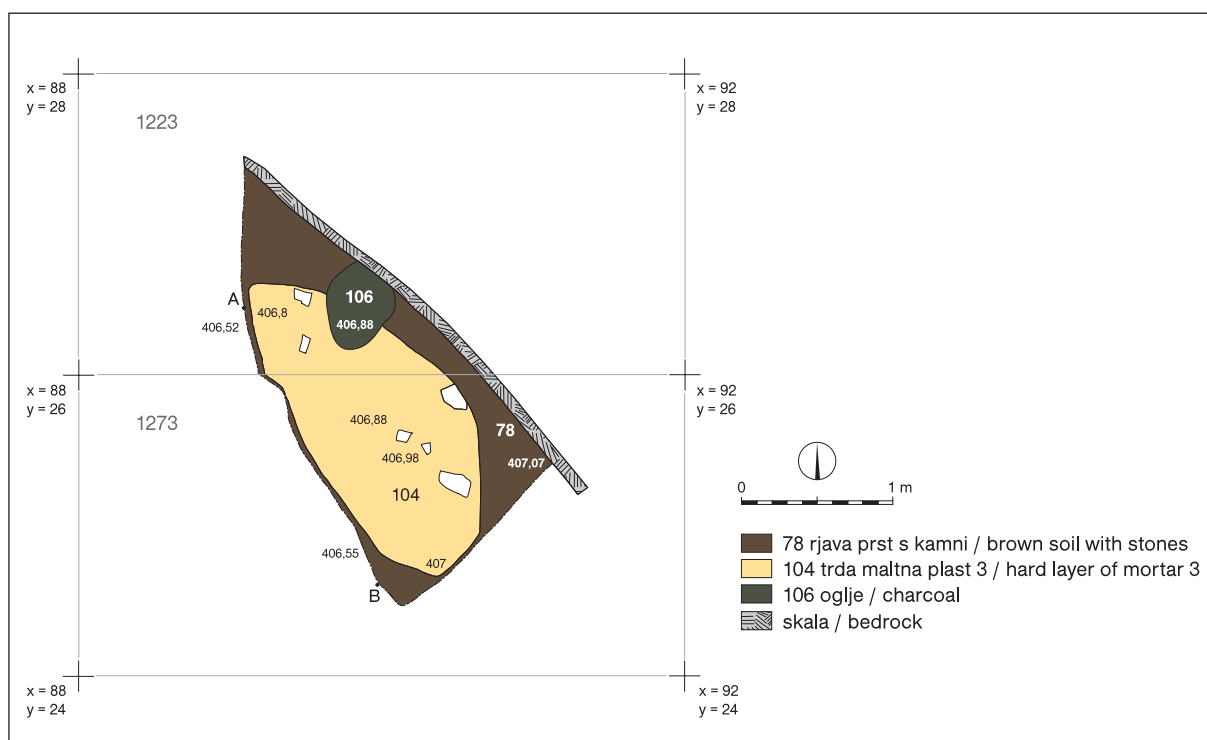 x = 88
y = 28
x = 92
y = 28
1223
106
A
406,8
406,88
406,52
x = 88
y = 26
x = 92
y = 26
1273
406,88
78
406,98
407,07
104
0
1 m
406,55
407
B
78 rjava prst s kamni / brown soil with stones
104 trda maltna plast 3 / hard layer of mortar 3
106 oglje / charcoal
skala / bedrock
x = 88
y = 24
x = 92
y = 24